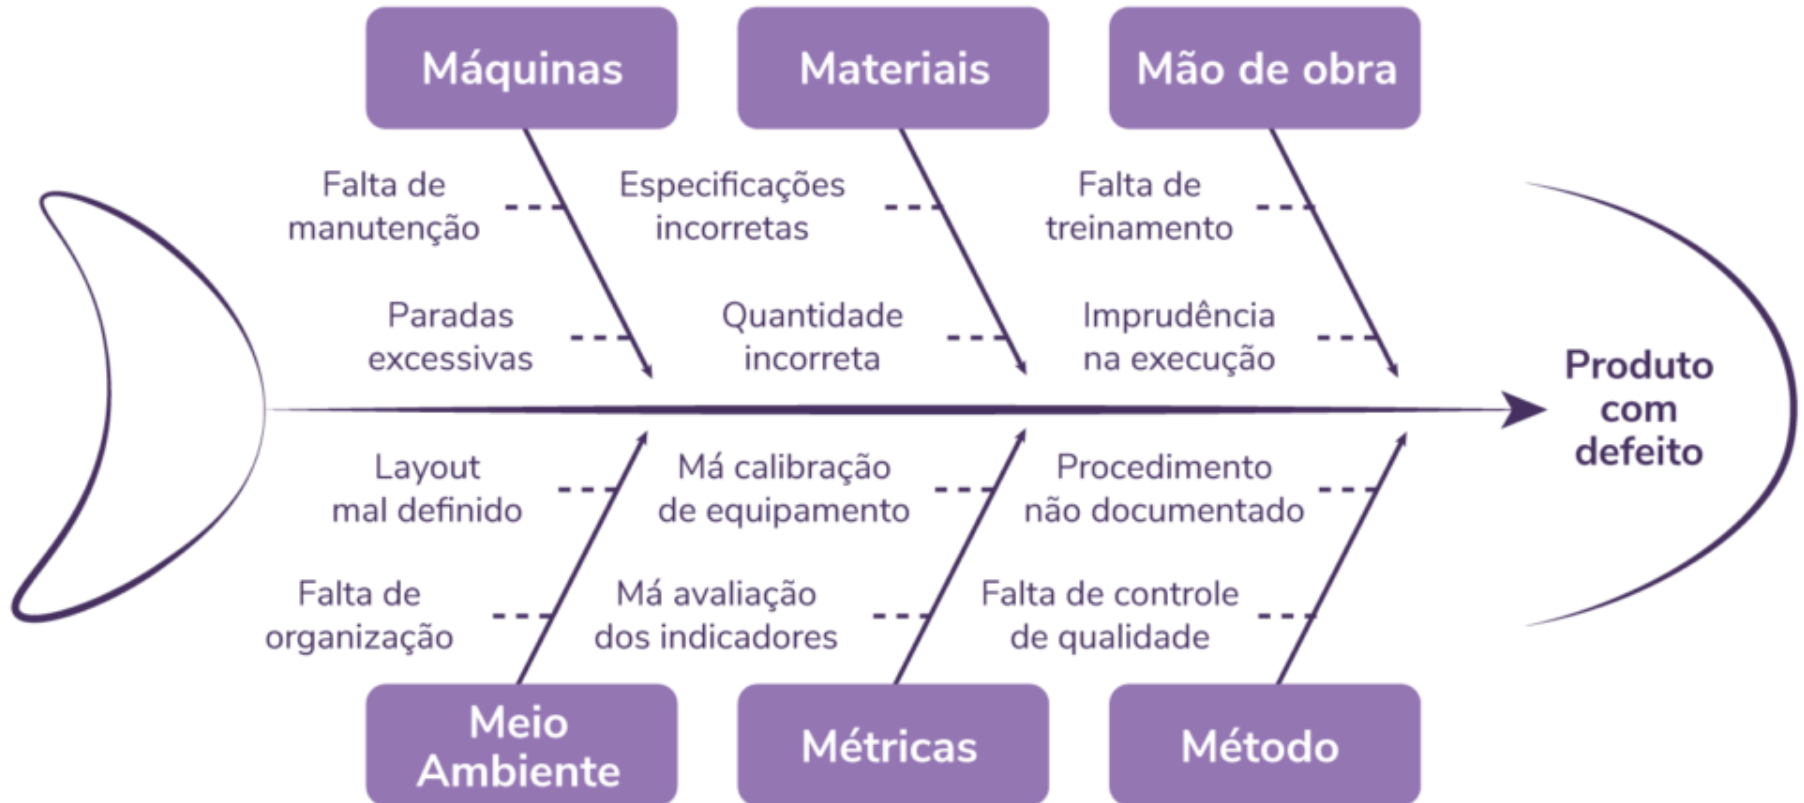 Máquinas
Materiais
Mão de obra
Falta de
manutenção
Especificações
incorretas
Falta de
treinamento
Paradas
excessivas
Quantidade
incorreta
Imprudência
na execução
Produto
com
defeito
Layout
mal definido
Má calibração
de equipamento
Procedimento
não documentado
Falta de
organização
Má avaliação
dos indicadores
Falta de controle
de qualidade
Meio
Ambiente
Métricas
Método